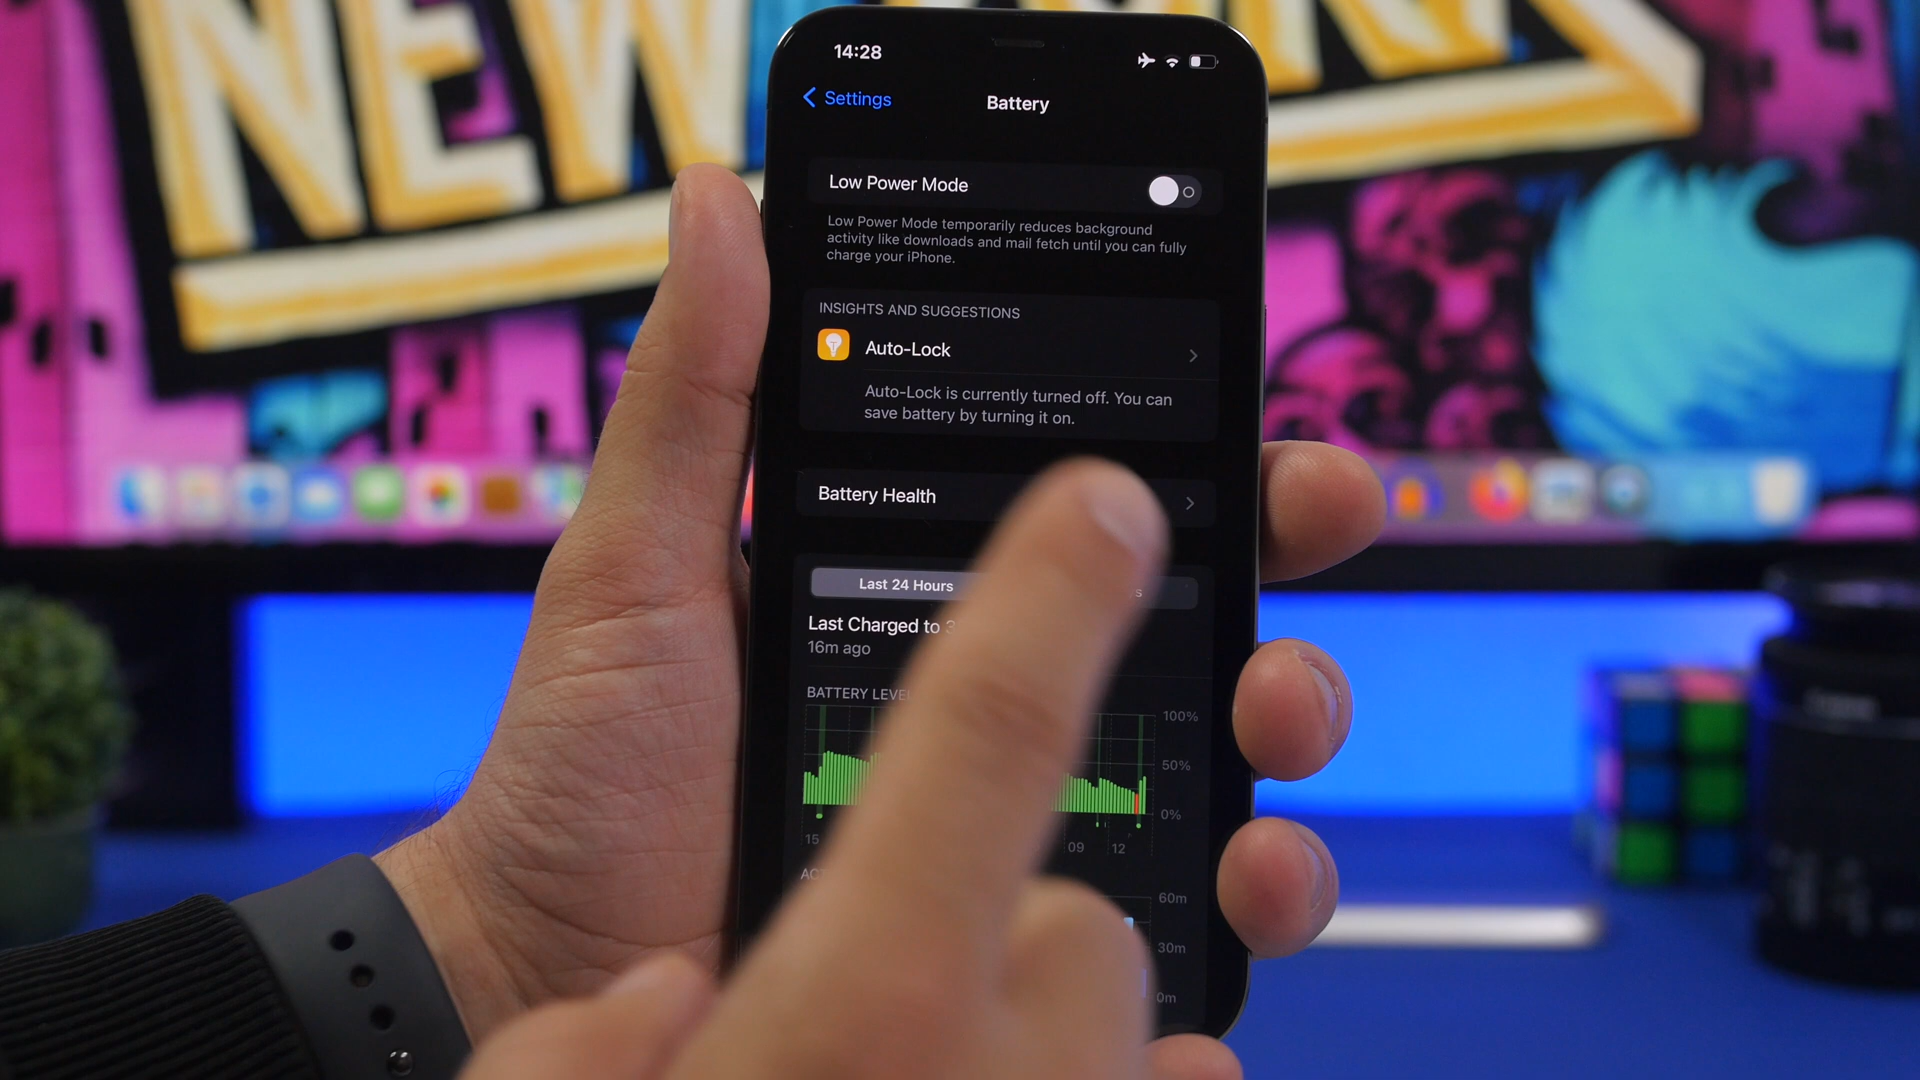 NEW
14:28
Settings
Battery
Low Power Mode
Low Power Mode temporarily reduces background
activity like downloads and mail fetch until you can fully
charge your iPhone.
INSIGHTS AND SUGGESTIONS
Auto-Lock
Auto-Lock is currently turned off. You can
save battery by turning it on.
Battery Health
Last 24 Hours
Last Charged to
16m ago
BATTERY LEVEL
100%
50%
0%
15
09
12
60m
30m
0m